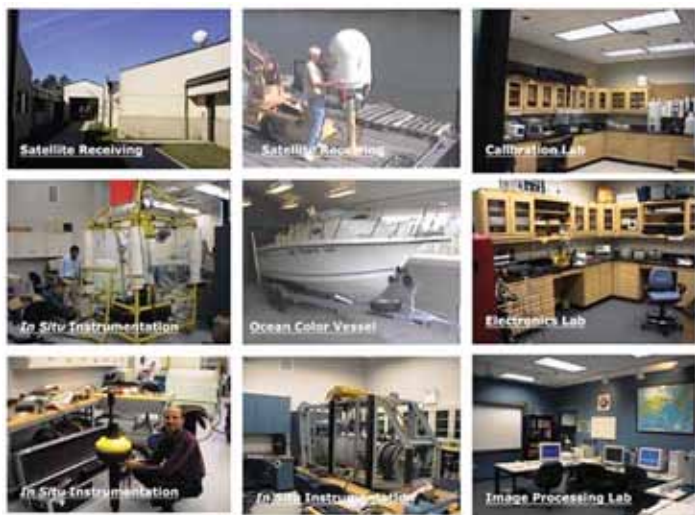 Satellite Receiving
Satellite Receiving
Calibration Lab
In Situ Instrumentation
Ocean Color Vessel
Electronics Lab
In Situ Instrumentation
In Situ Instrumentation
Image Processing Lab